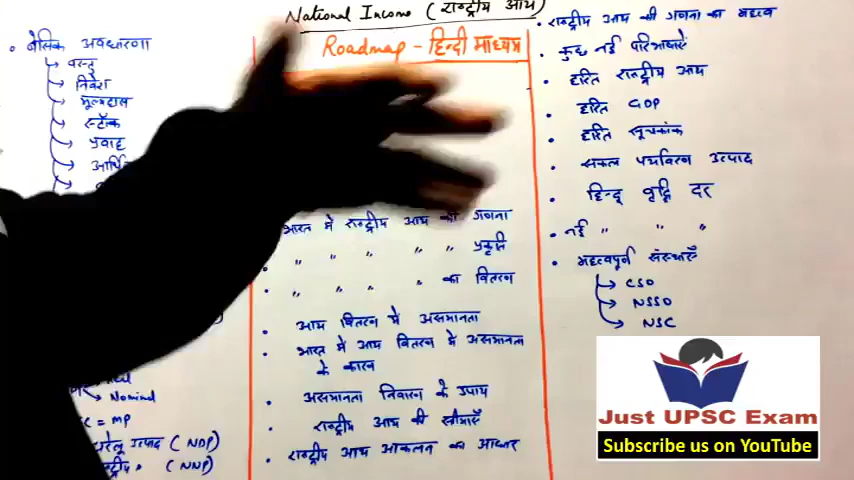 National Income (राष्ट्रीय आय)
Roadmap - हिन्दी माध्यम
बेसिक अवधारणा
वस्तु
निवेश
मूल्यह्रास
स्टॉक
प्रवाह
आर्थि
Nominal
= MP
घरेलू उत्पाद (NDP)
(NNP)
भारत में राष्ट्रीय आय की गणना
" " " " प्रकृति
" " " " का वितरण
आय वितरण में असमानता
भारत में आय वितरण में असमानता
के कारण
असमानता निवारण के उपाय
राष्ट्रीय आय की सीमाएँ
राष्ट्रीय आय आकलन का आधार
राष्ट्रीय आय की गणना का महत्व
कुछ नई परिभाषाएँ
हरित राष्ट्रीय आय
हरित GDP
हरित सूचकांक
सकल पर्यावरण उत्पाद
हिन्दू वृद्धि दर
नई " " "
महत्वपूर्ण संस्थाएँ
CSO
NSSO
NSC
Just UPSC Exam
Subscribe us on YouTube